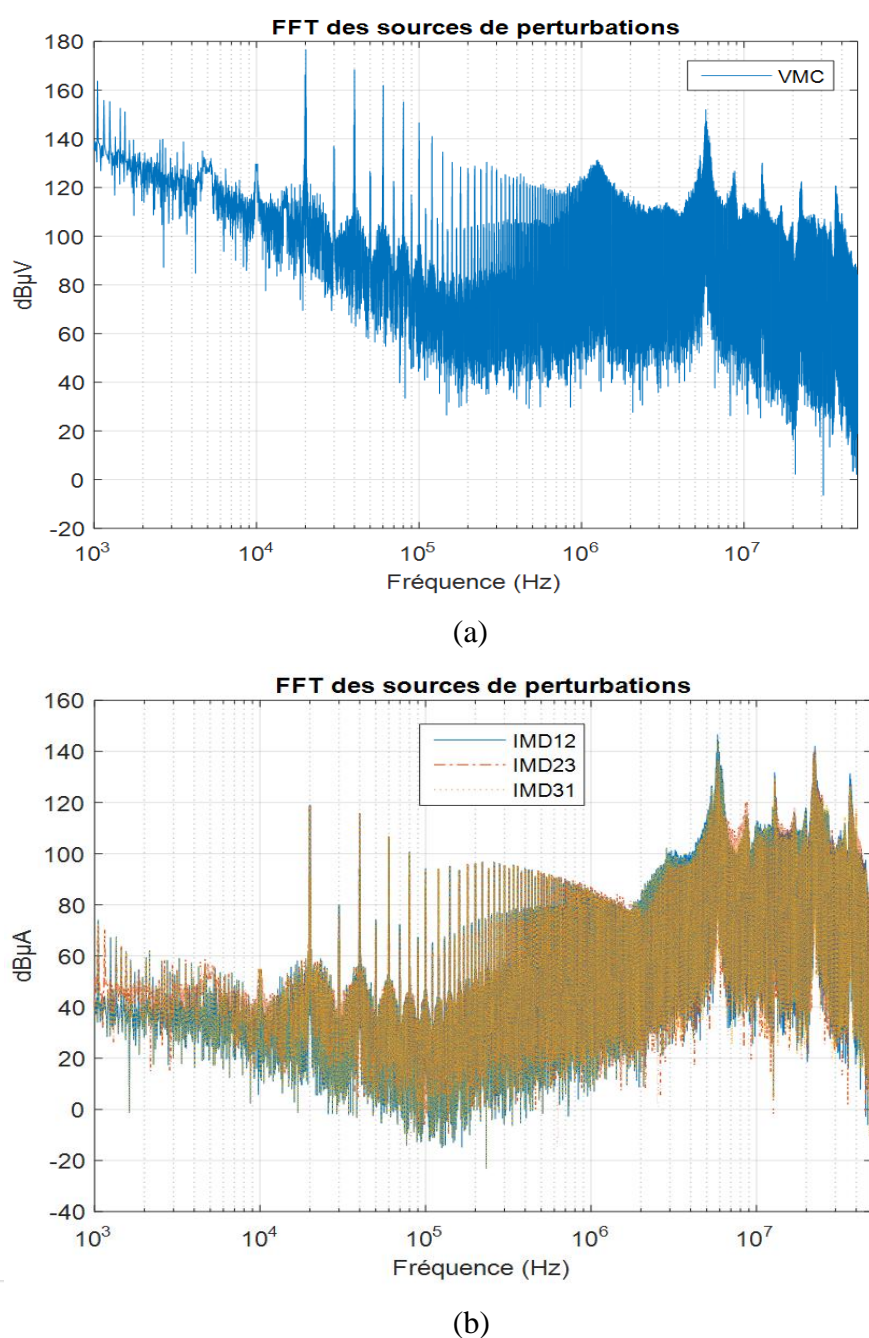 FFT des sources de perturbations
180
160
140
120
100
80
60
40
20
0
-20
dBµV
VMC
10³ 10⁴ 10⁵ 10⁶ 10⁷
Fréquence (Hz)
(a)
FFT des sources de perturbations
160
140
120
100
80
60
40
20
0
-20
-40
dBµA
IMD12
IMD23
IMD31
10³ 10⁴ 10⁵ 10⁶ 10⁷
Fréquence (Hz)
(b)